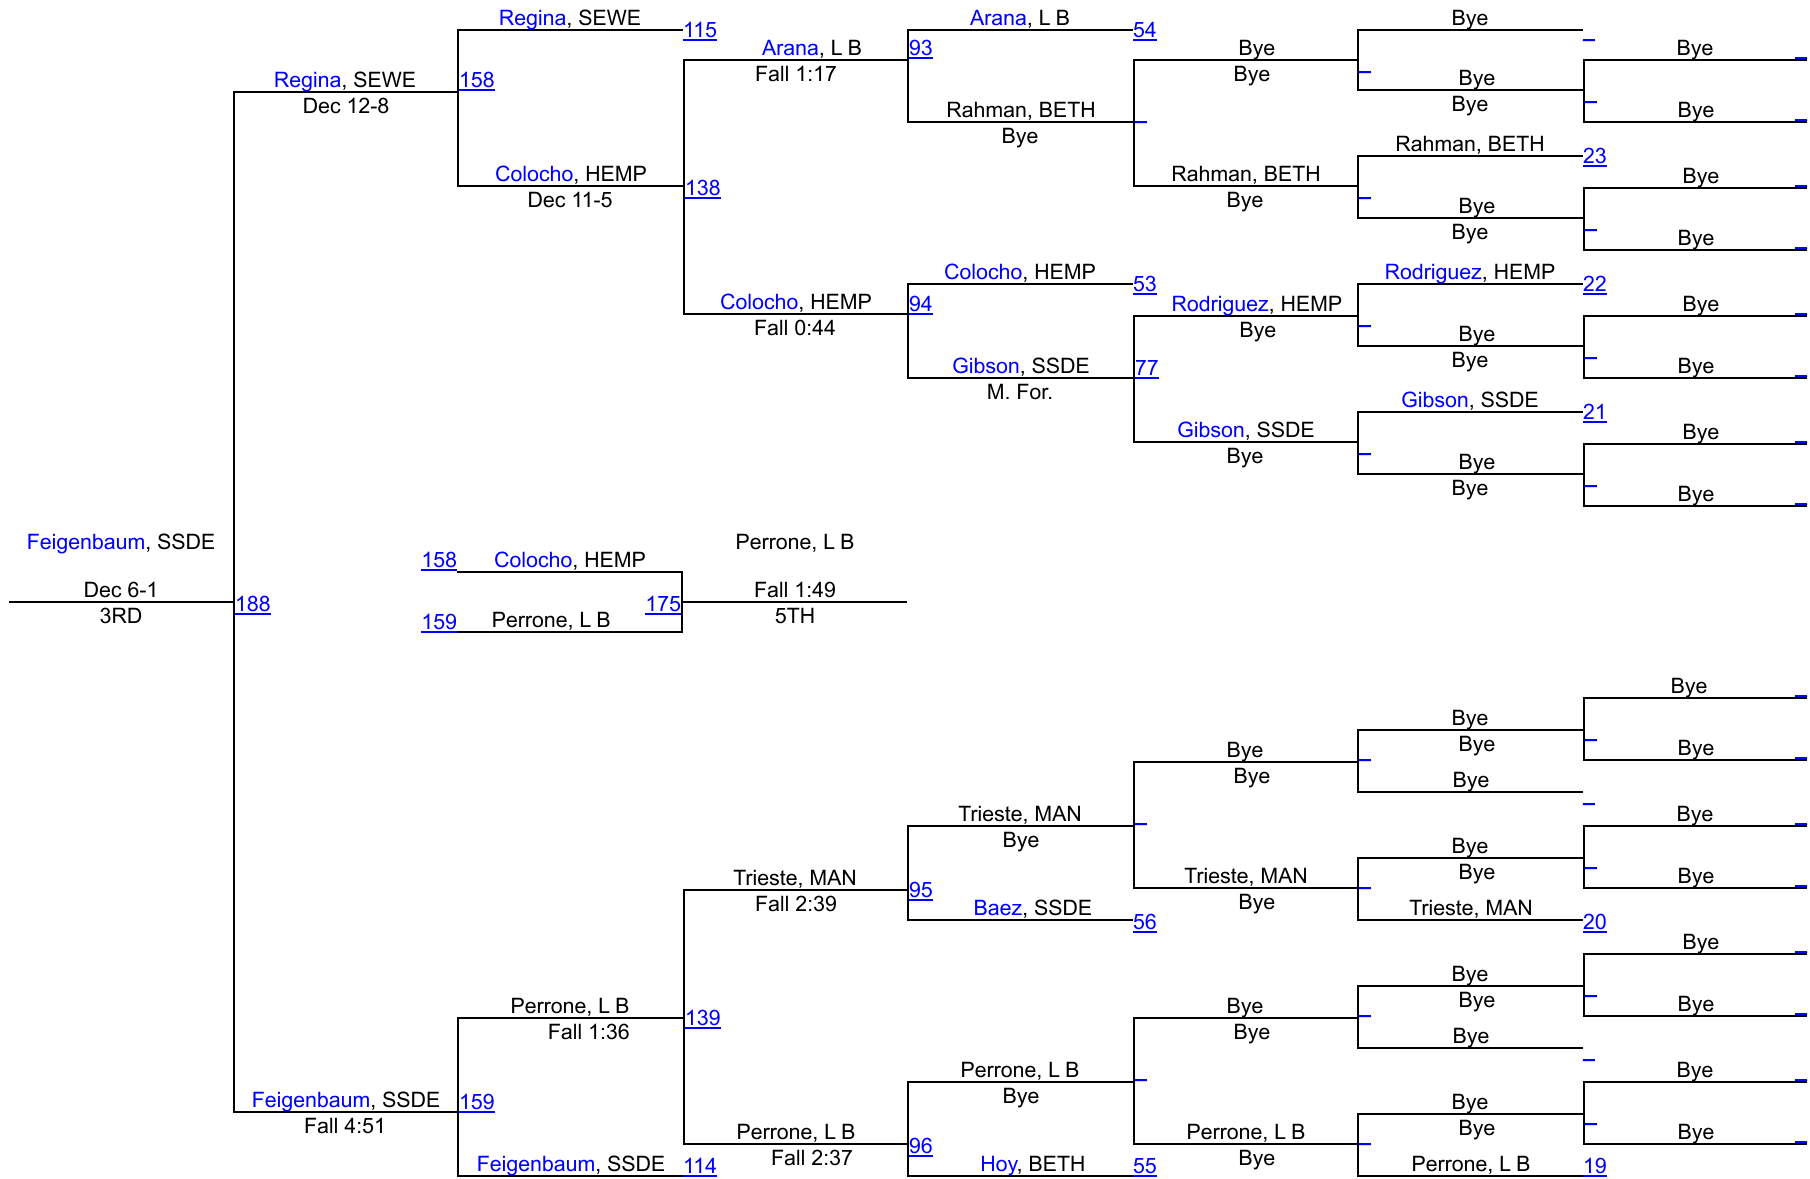 Regina, SEWE
115
Arana, L B
54
Bye
Arana, L B
93
Bye
Bye
Fall 1:17
Bye
Regina, SEWE
158
Bye
Dec 12-8
Bye
Rahman, BETH
Bye
Bye
Rahman, BETH
23
Colocho, HEMP
138
Rahman, BETH
Bye
Dec 11-5
Bye
Bye
Bye
Bye
Colocho, HEMP
53
Rodriguez, HEMP
22
Colocho, HEMP
94
Rodriguez, HEMP
Bye
Fall 0:44
Bye
Bye
Gibson, SSDE
77
Bye
Bye
M. For.
Gibson, SSDE
21
Gibson, SSDE
Bye
Bye
Bye
Bye
Bye
Feigenbaum, SSDE
Perrone, L B
158
Colocho, HEMP
Dec 6-1
Fall 1:49
3RD
188
175
5TH
159
Perrone, L B
Bye
Bye
Bye
Bye
Bye
Bye
Bye
Trieste, MAN
Bye
Bye
Bye
Bye
Trieste, MAN
95
Trieste, MAN
Bye
Fall 2:39
Bye
Baez, SSDE
56
Trieste, MAN
20
Bye
Bye
Perrone, L B
139
Bye
Bye
Bye
Fall 1:36
Bye
Bye
Perrone, L B
Bye
Bye
Feigenbaum, SSDE
159
Bye
Fall 4:51
Bye
Perrone, L B
96
Perrone, L B
Bye
Fall 2:37
Bye
Feigenbaum, SSDE
114
Hoy, BETH
55
Perrone, L B
19